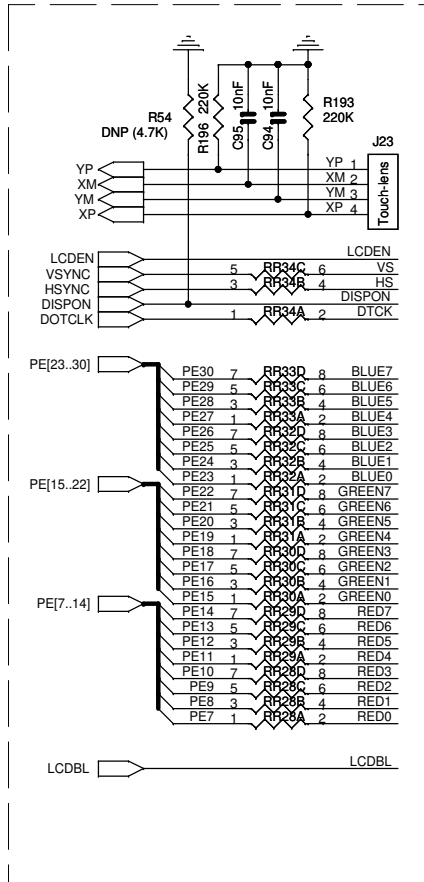 R54
DNP (4.7K)
R196 220K
C95 10nF
C94 10nF
R193
220K
J23
Touch-lens
YP YP 1
XM XM 2
YM YM 3
XP XP 4
LCDEN LCDEN
VSYNC 5 RR34C 6 VS
HSYNC 3 RR34B 4 HS
DISPON DISPON
DOTCLK 1 RR34A 2 DTCK
PE[23..30]
PE30 7 RR33D 8 BLUE7
PE29 5 RR33C 6 BLUE6
PE28 3 RR33B 4 BLUE5
PE27 1 RR33A 2 BLUE4
PE26 7 RR32D 8 BLUE3
PE25 5 RR32C 6 BLUE2
PE24 3 RR32B 4 BLUE1
PE23 1 RR32A 2 BLUE0
PE[15..22]
PE22 7 RR31D 8 GREEN7
PE21 5 RR31C 6 GREEN6
PE20 3 RR31B 4 GREEN5
PE19 1 RR31A 2 GREEN4
PE18 7 RR30D 8 GREEN3
PE17 5 RR30C 6 GREEN2
PE16 3 RR30B 4 GREEN1
PE15 1 RR30A 2 GREEN0
PE[7..14]
PE14 7 RR29D 8 RED7
PE13 5 RR29C 6 RED6
PE12 3 RR29B 4 RED5
PE11 1 RR29A 2 RED4
PE10 7 RR28D 8 RED3
PE9 5 RR28C 6 RED2
PE8 3 RR28B 4 RED1
PE7 1 RR28A 2 RED0
LCDBL LCDBL